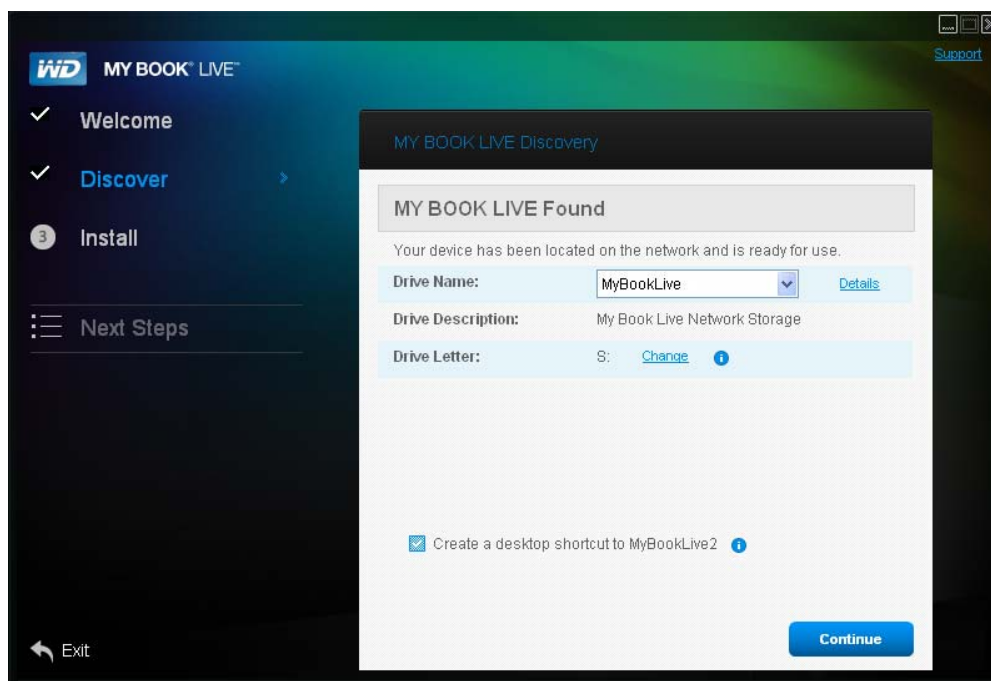 Support
WD MY BOOK® LIVE™
Welcome
Discover
3 Install
Next Steps
Exit
MY BOOK LIVE Discovery
MY BOOK LIVE Found
Your device has been located on the network and is ready for use.
Drive Name: MyBookLive Details
Drive Description: My Book Live Network Storage
Drive Letter: S: Change i
Create a desktop shortcut to MyBookLive2 i
Continue